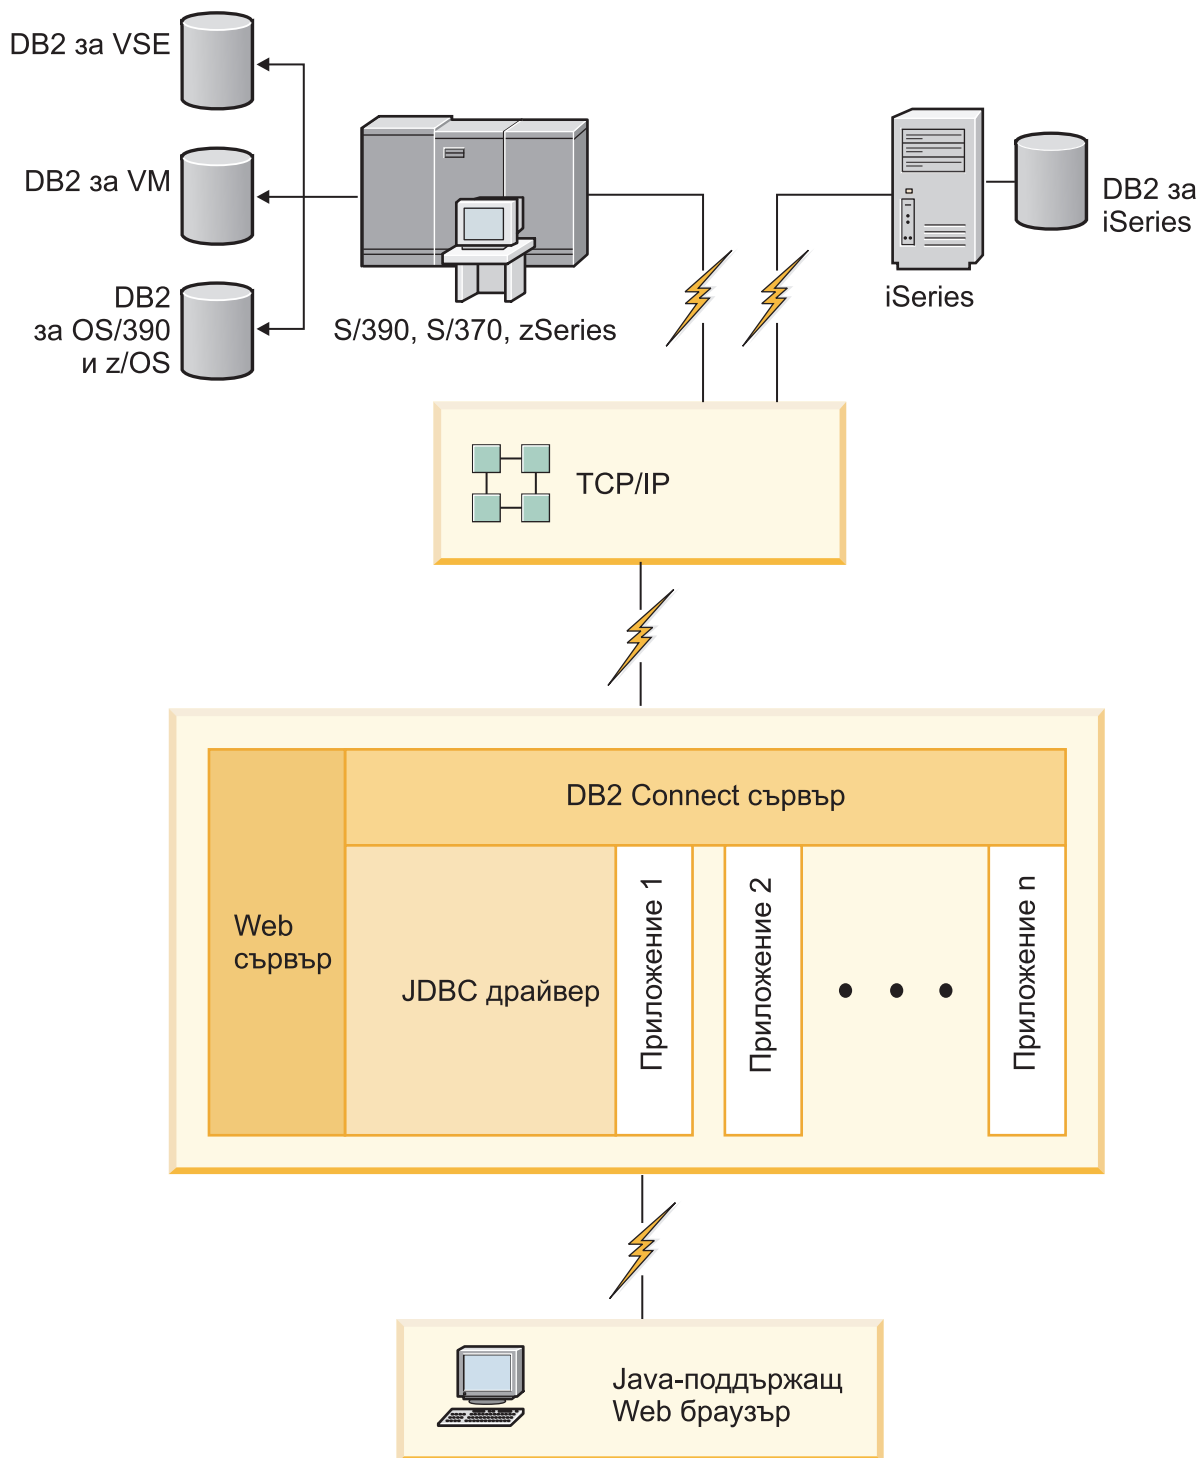 DB2 за VSE
DB2 за VM
DB2
за OS/390
и z/OS
S/390, S/370, zSeries
iSeries
DB2 за
iSeries
TCP/IP
DB2 Connect сървър
Web
сървър
JDBC драйвер
Приложение 1
Приложение 2
Приложение n
Java-поддържащ
Web браузър